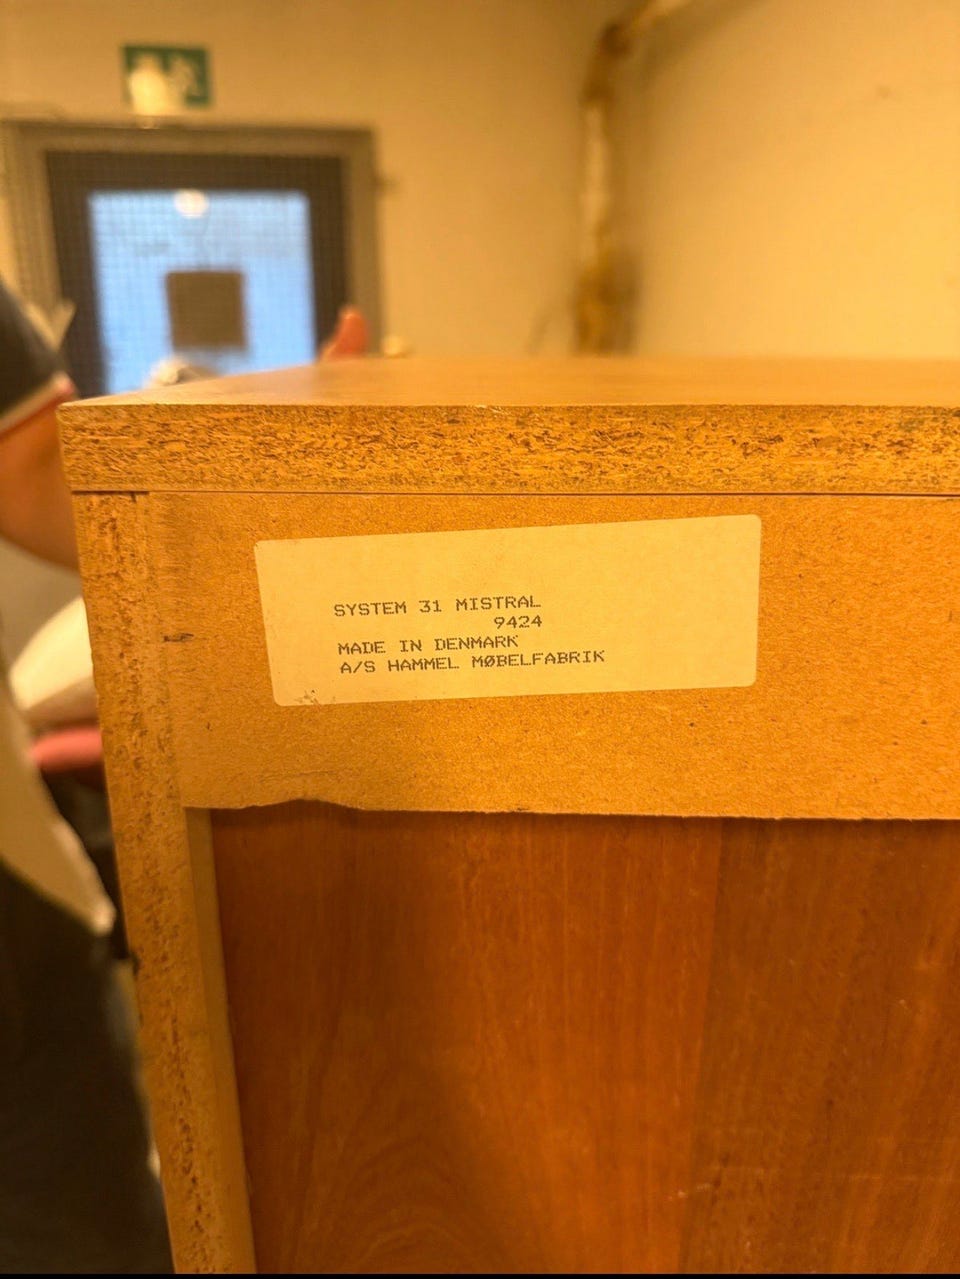 SYSTEM 31 MISTRAL
9424
MADE IN DENMARK
A/S HAMMEL MØBELFABRIK